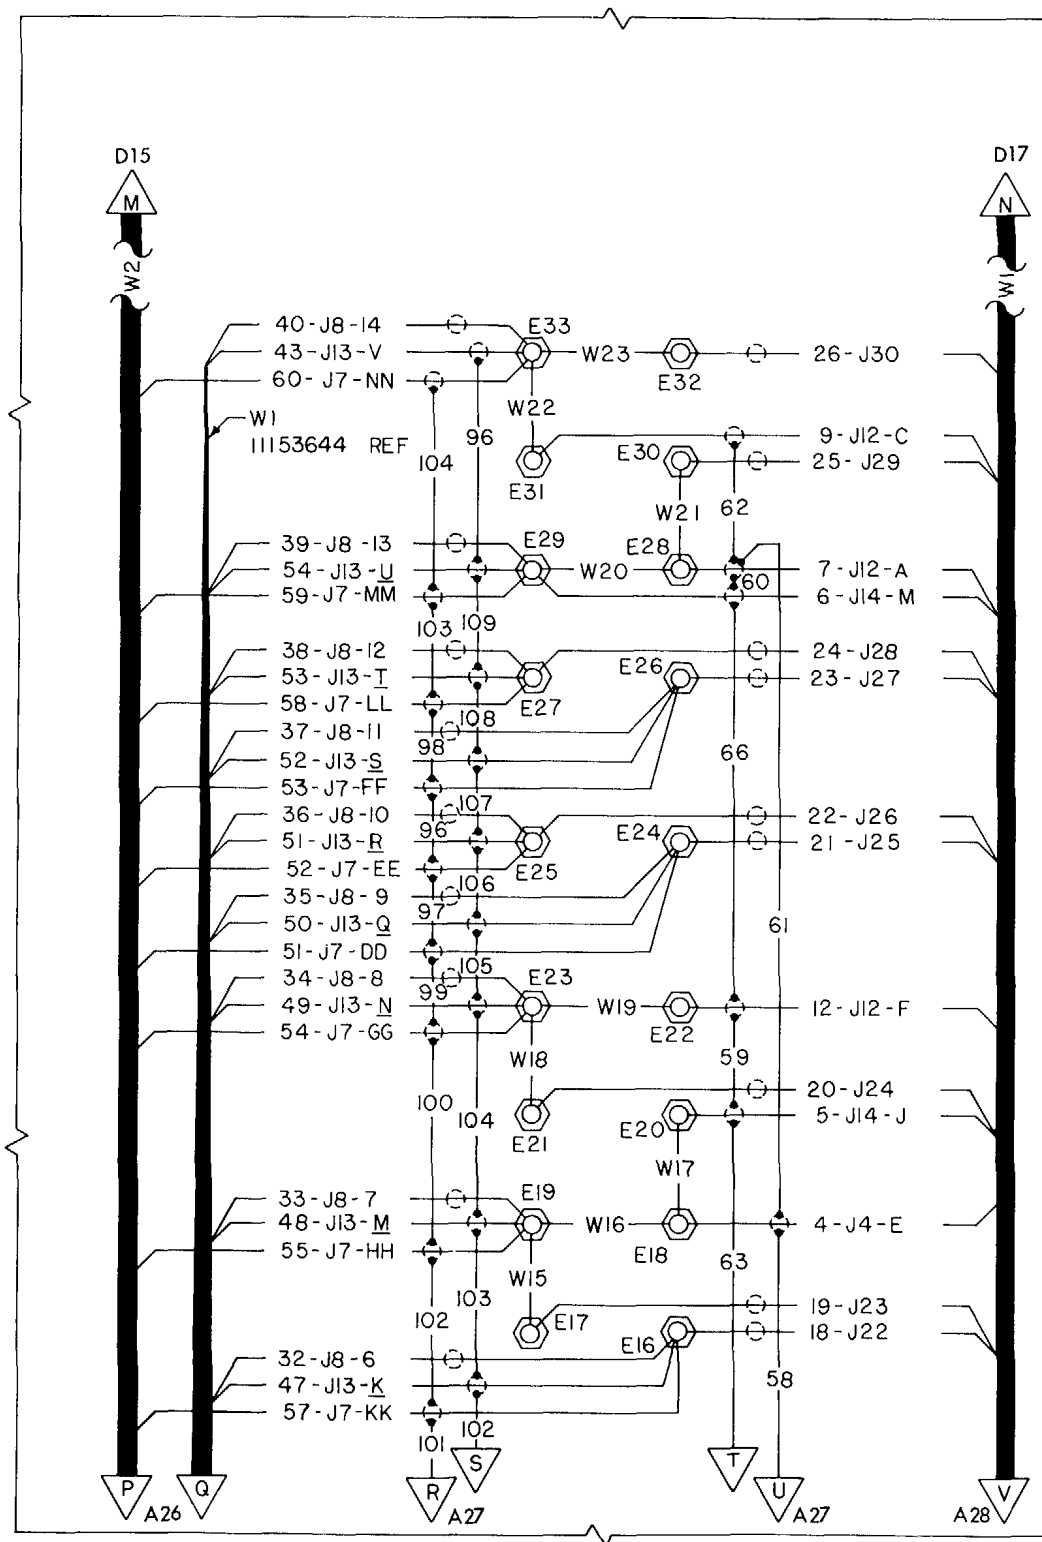 D15
D17
M
N
W2
W1
40-J8-14
E33
43-J13-V
W23
26-J30
60-J7-NN
E32
W22
W1
11153644 REF
96
104
9-J12-C
E30
25-J29
E31
W21
62
39-J8-13
E29
E28
54-J13-U
W20
7-J12-A
60
59-J7-MM
6-J14-M
103
109
38-J8-12
24-J28
53-J13-T
E26
23-J27
58-J7-LL
E27
108
37-J8-11
98
66
52-J13-S
53-J7-FF
107
36-J8-10
22-J26
96
E24
51-J13-R
21-J25
52-J7-EE
E25
106
35-J8-9
97
50-J13-Q
61
51-J7-DD
105
34-J8-8
E23
99
49-J13-N
W19
12-J12-F
54-J7-GG
E22
W18
59
20-J24
100
104
5-J14-J
E21
E20
W17
33-J8-7
E19
48-J13-M
W16
4-J4-E
55-J7-HH
E18
63
W15
103
19-J23
102
E17
E16
18-J22
32-J8-6
58
47-J13-K
57-J7-KK
102
101
S
T
P
Q
R
U
V
A26
A27
A27
A28